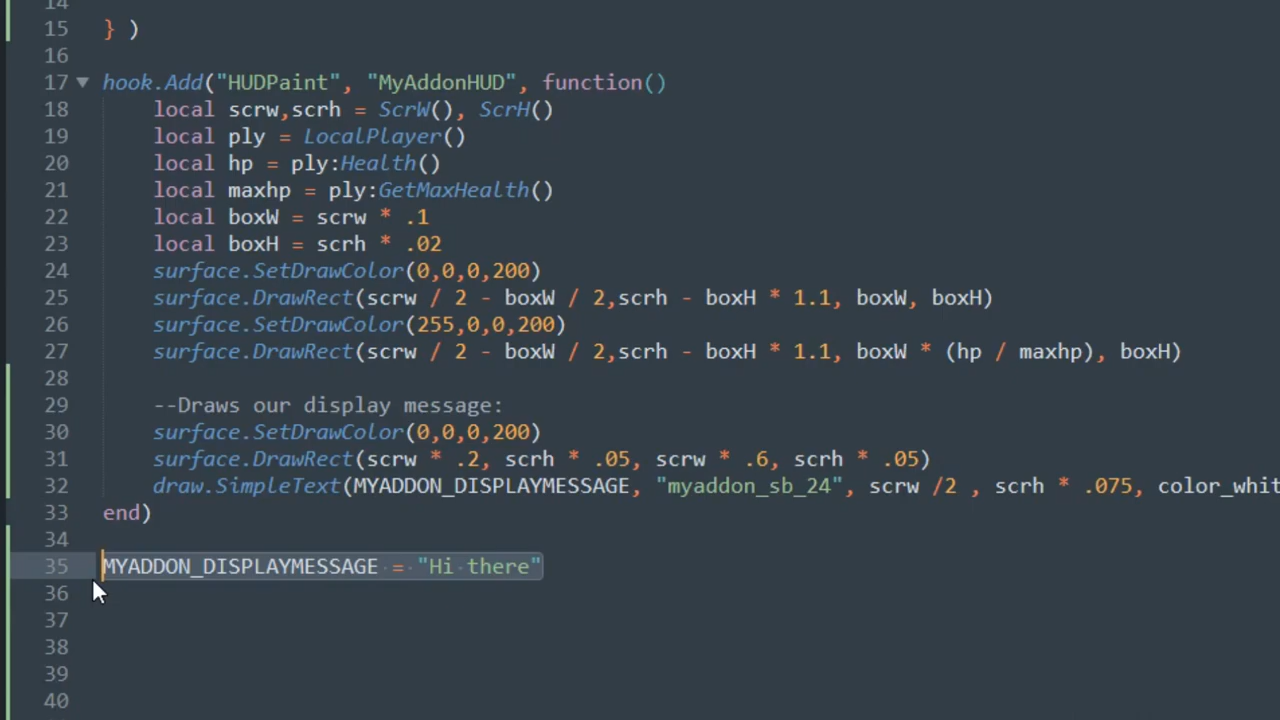 14
15 } )
16
17 hook.Add("HUDPaint", "MyAddonHUD", function()
18 local scrw,scrh = ScrW(), ScrH()
19 local ply = LocalPlayer()
20 local hp = ply:Health()
21 local maxhp = ply:GetMaxHealth()
22 local boxW = scrw * .1
23 local boxH = scrh * .02
24 surface.SetDrawColor(0,0,0,200)
25 surface.DrawRect(scrw / 2 - boxW / 2,scrh - boxH * 1.1, boxW, boxH)
26 surface.SetDrawColor(255,0,0,200)
27 surface.DrawRect(scrw / 2 - boxW / 2,scrh - boxH * 1.1, boxW * (hp / maxhp), boxH)
28
29 --Draws our display message:
30 surface.SetDrawColor(0,0,0,200)
31 surface.DrawRect(scrw * .2, scrh * .05, scrw * .6, scrh * .05)
32 draw.SimpleText(MYADDON_DISPLAYMESSAGE, "myaddon_sb_24", scrw /2 , scrh * .075, color_whit
33 end)
34
35 MYADDON_DISPLAYMESSAGE = "Hi there"
36
37
38
39
40